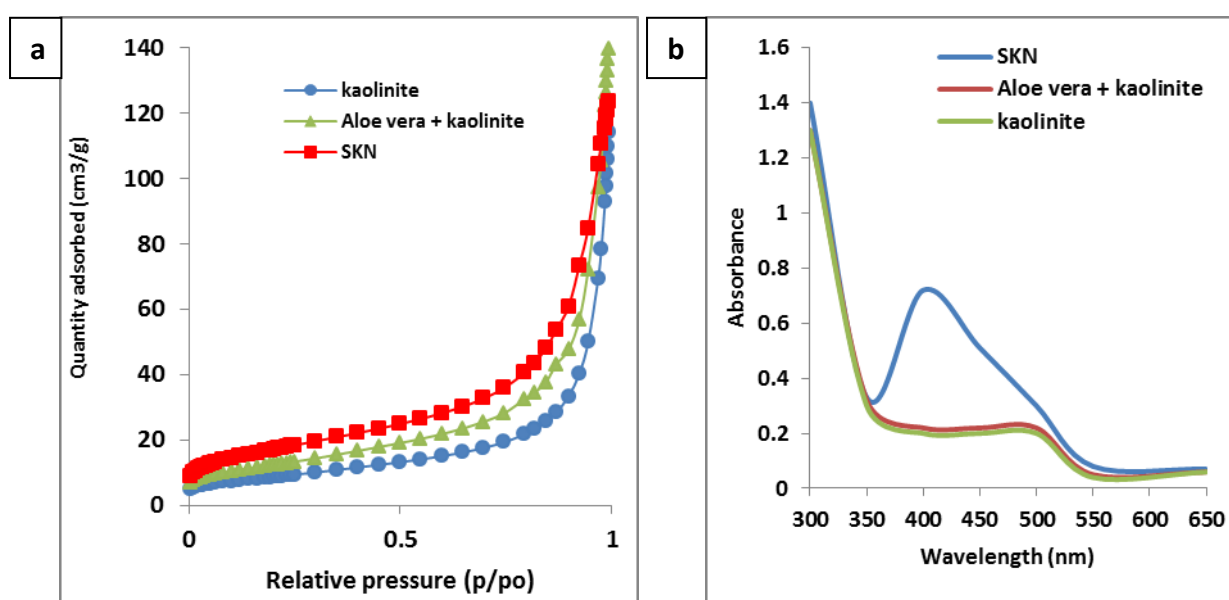 a
140
120
100
80
60
40
20
0
Quantity adsorbed (cm3/g)
kaolinite
Aloe vera + kaolinite
SKN
0 0.5 1
Relative pressure (p/po)
b
1.6
1.4
1.2
1
0.8
0.6
0.4
0.2
0
Absorbance
SKN
Aloe vera + kaolinite
kaolinite
300 350 400 450 500 550 600 650
Wavelength (nm)